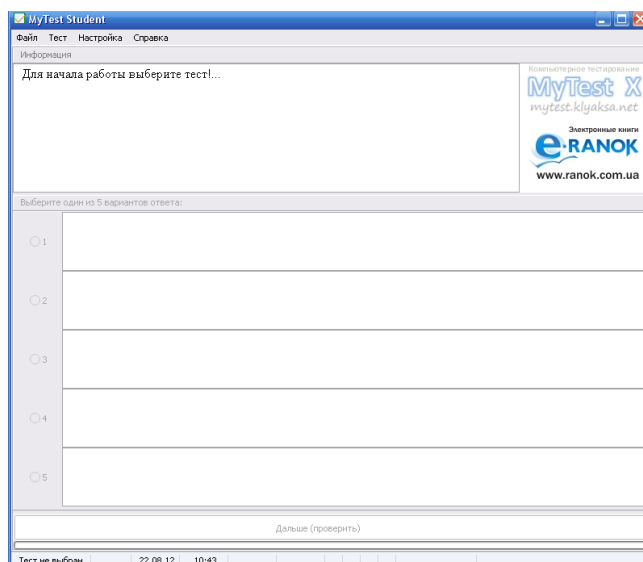 MyTest Student
Файл Тест Настройка Справка
Информация
Для начала работы выберите тест!...
Компьютерное тестирование
MyTest X
mytest.klyaksa.net
Электронные книги
e-RANOK
www.ranok.com.ua
Выберите один из 5 вариантов ответа:
1
2
3
4
5
Дальше (проверить)
Тест не выбран 22.08.12 10:43